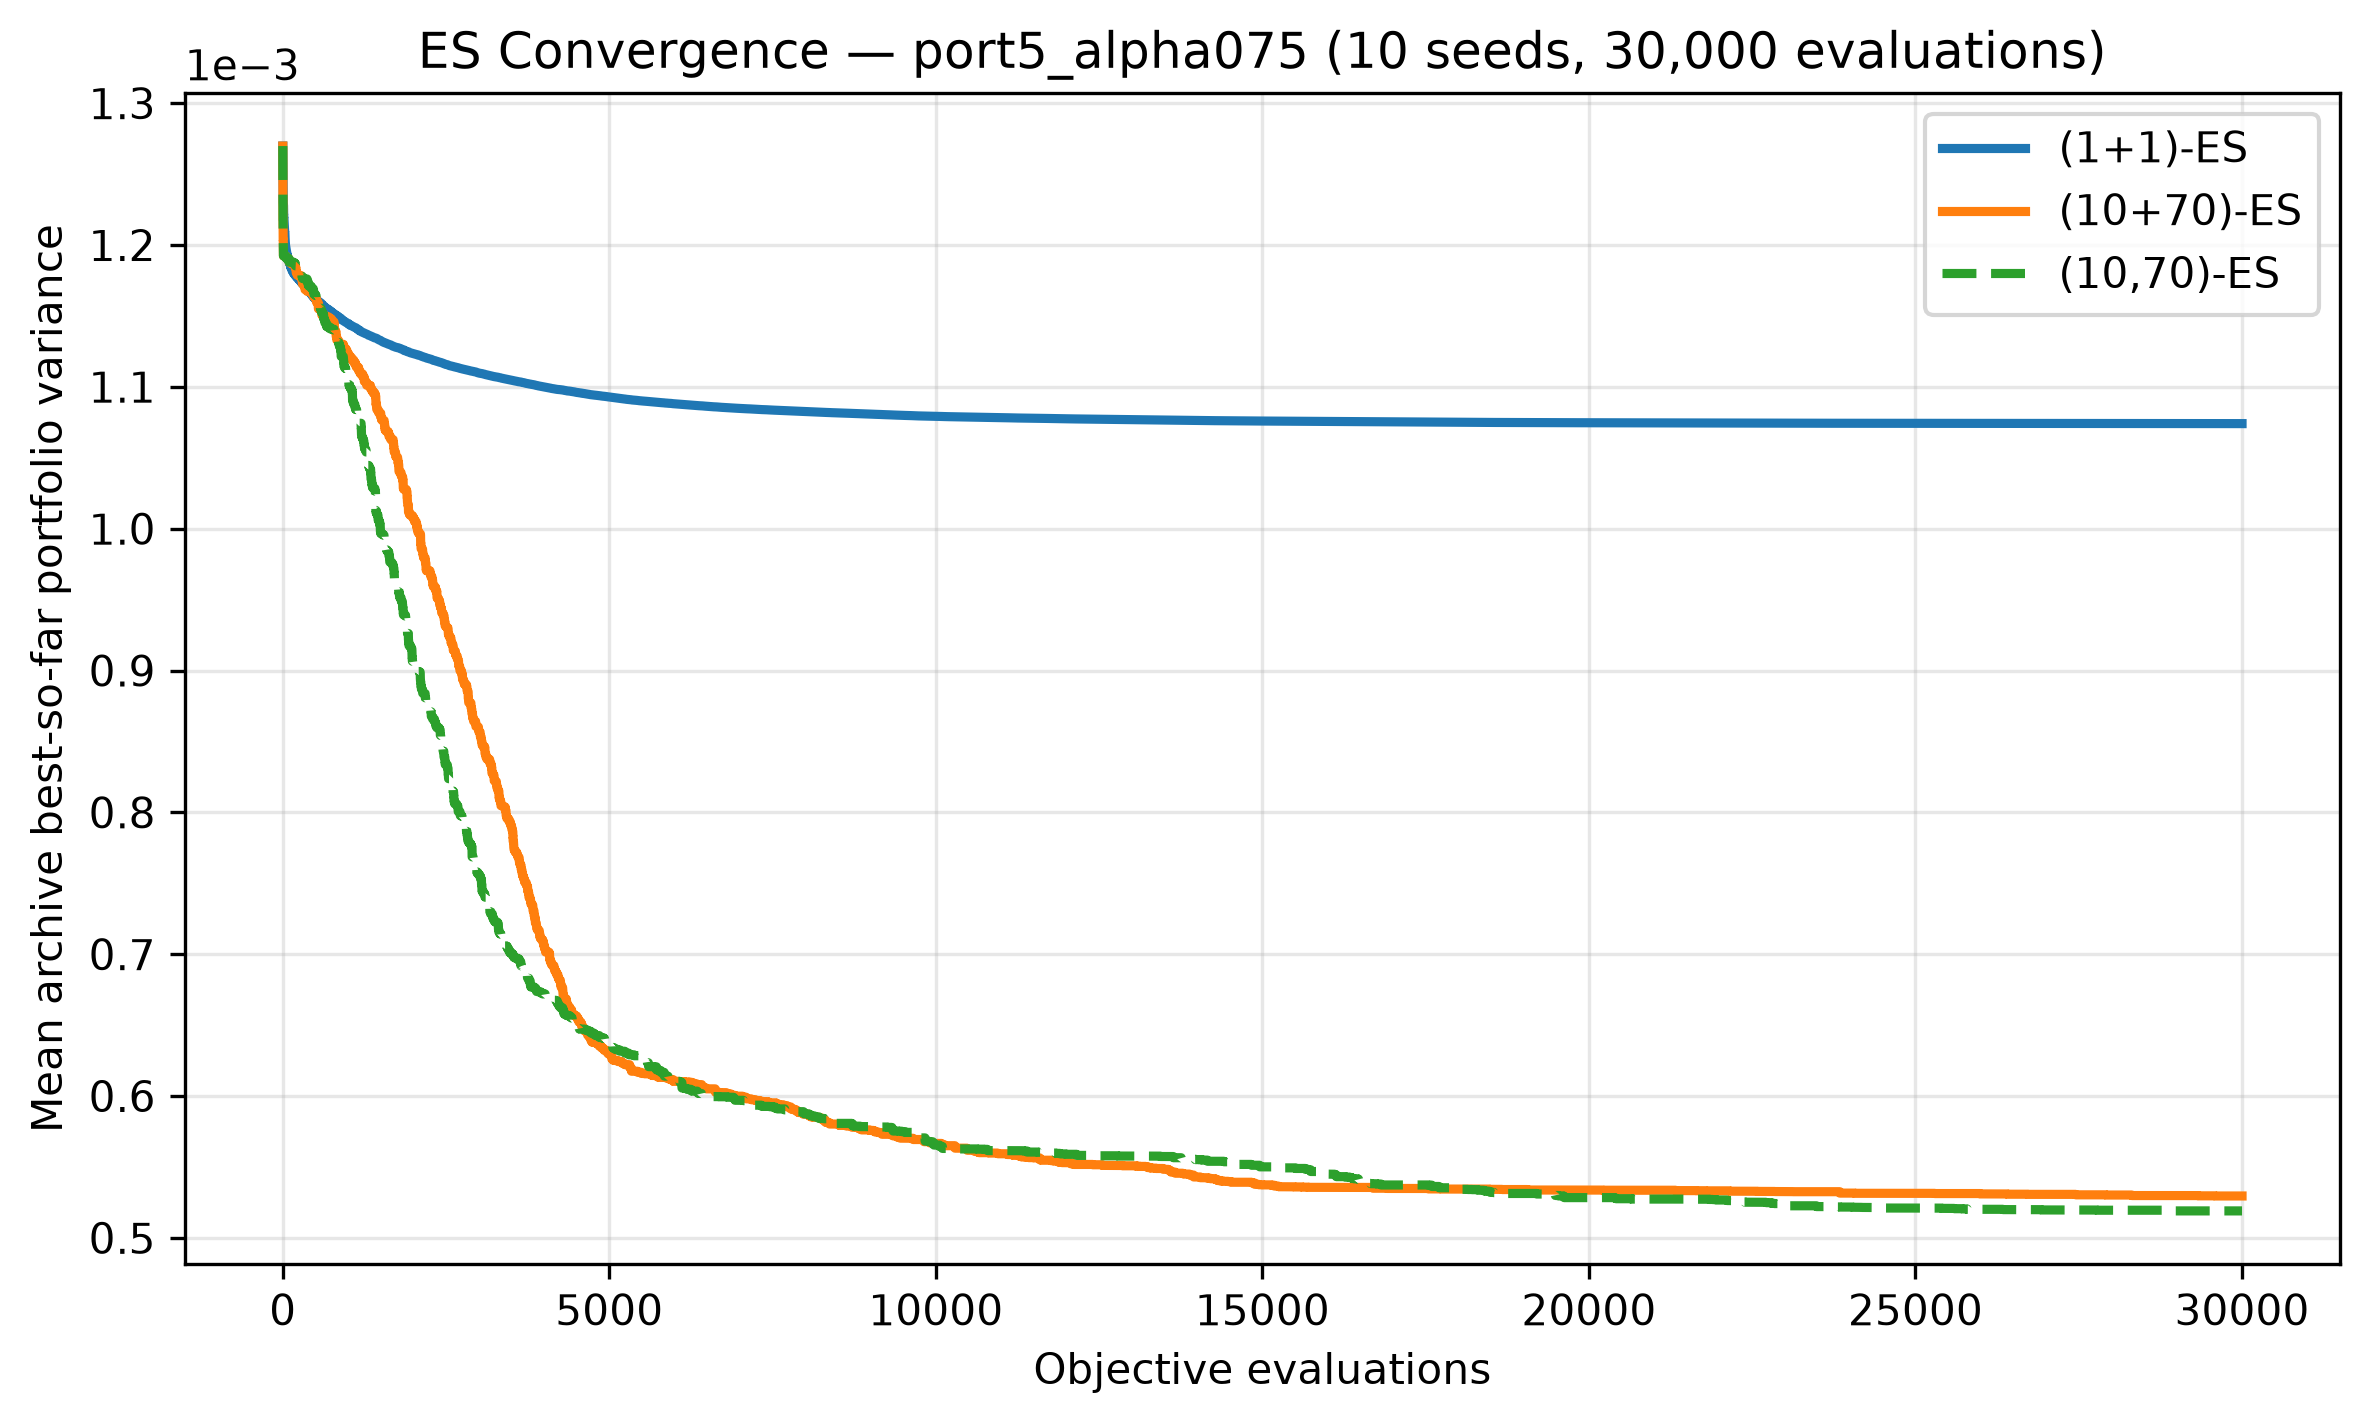 ES Convergence — port5_alpha075 (10 seeds, 30,000 evaluations)
1e−3
1.3
1.2
1.1
1.0
0.9
0.8
0.7
0.6
0.5
Mean archive best-so-far portfolio variance
(1+1)-ES
(10+70)-ES
(10,70)-ES
0 5000 10000 15000 20000 25000 30000
Objective evaluations